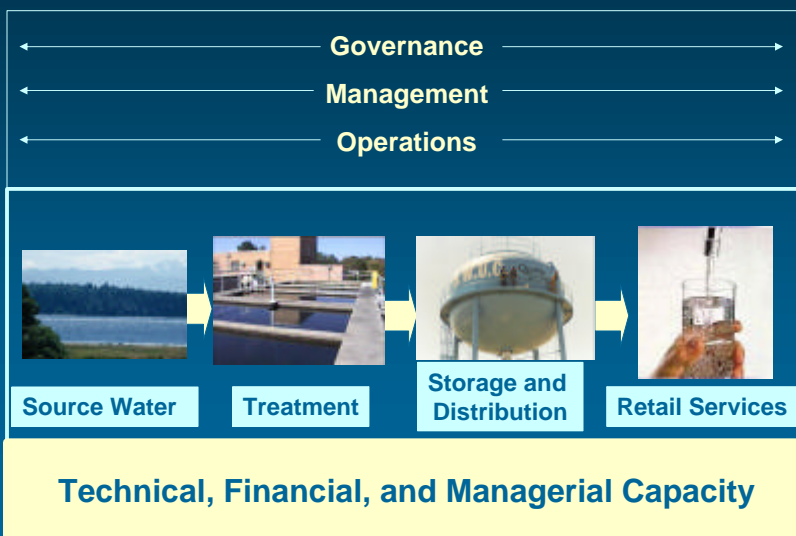 Governance
Management
Operations
Source Water
Treatment
Storage and
Distribution
Retail Services
Technical, Financial, and Managerial Capacity